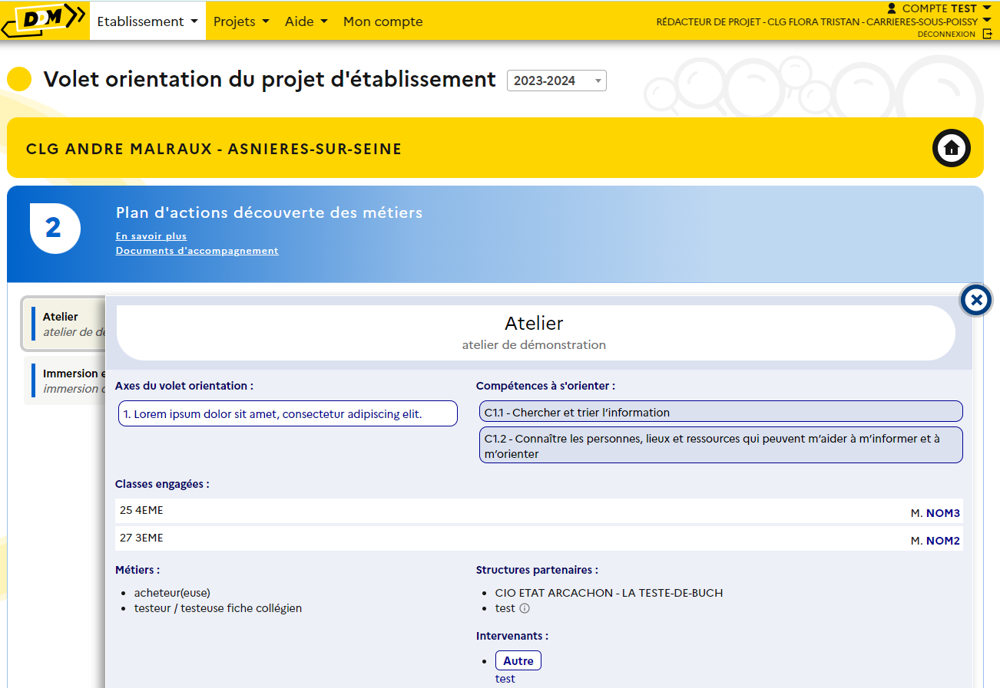 DDM
Etablissement
Projets
Aide
Mon compte
COMPTE TEST
RÉDACTEUR DE PROJET - CLG FLORA TRISTAN - CARRIERES-SOUS-POISSY
DÉCONNEXION
Volet orientation du projet d'établissement
2023-2024
CLG ANDRE MALRAUX - ASNIERES-SUR-SEINE
2
Plan d'actions découverte des métiers
En savoir plus
Documents d'accompagnement
Atelier
atelier de dé
Immersion e
immersion
Atelier
atelier de démonstration
Axes du volet orientation :
1. Lorem ipsum dolor sit amet, consectetur adipiscing elit.
Compétences à s'orienter :
C1.1 - Chercher et trier l’information
C1.2 - Connaître les personnes, lieux et ressources qui peuvent m’aider à m’informer et à
m’orienter
Classes engagées :
25 4EME
M. NOM3
27 3EME
M. NOM2
Métiers :
• acheteur(euse)
• testeur / testeuse fiche collégien
Structures partenaires :
• CIO ETAT ARCACHON - LA TESTE-DE-BUCH
• test
Intervenants :
• Autre
test